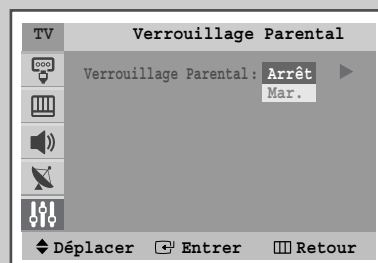 TV Verrouillage Parental
Verrouillage Parental: Arrêt
Mar.
Déplacer Entrer Retour